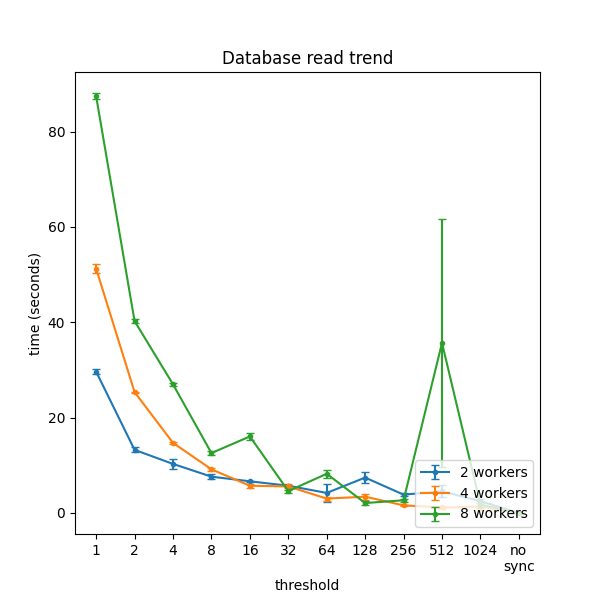 Database read trend
time (seconds)
80
60
40
20
0
2 workers
4 workers
8 workers
1 2 4 8 16 32 64 128 256 512 1024 no
sync
threshold